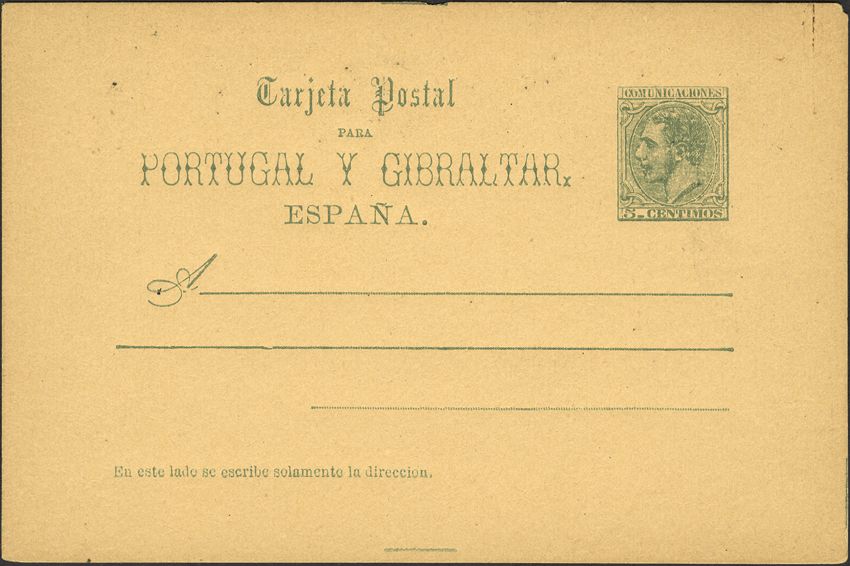 Tarjeta Postal
PARA
PORTUGAL Y GIBRALTAR.
ESPAÑA.
COMUNICACIONES
5 CENTIMOS
A
En este lado se escribe solamente la direccion.